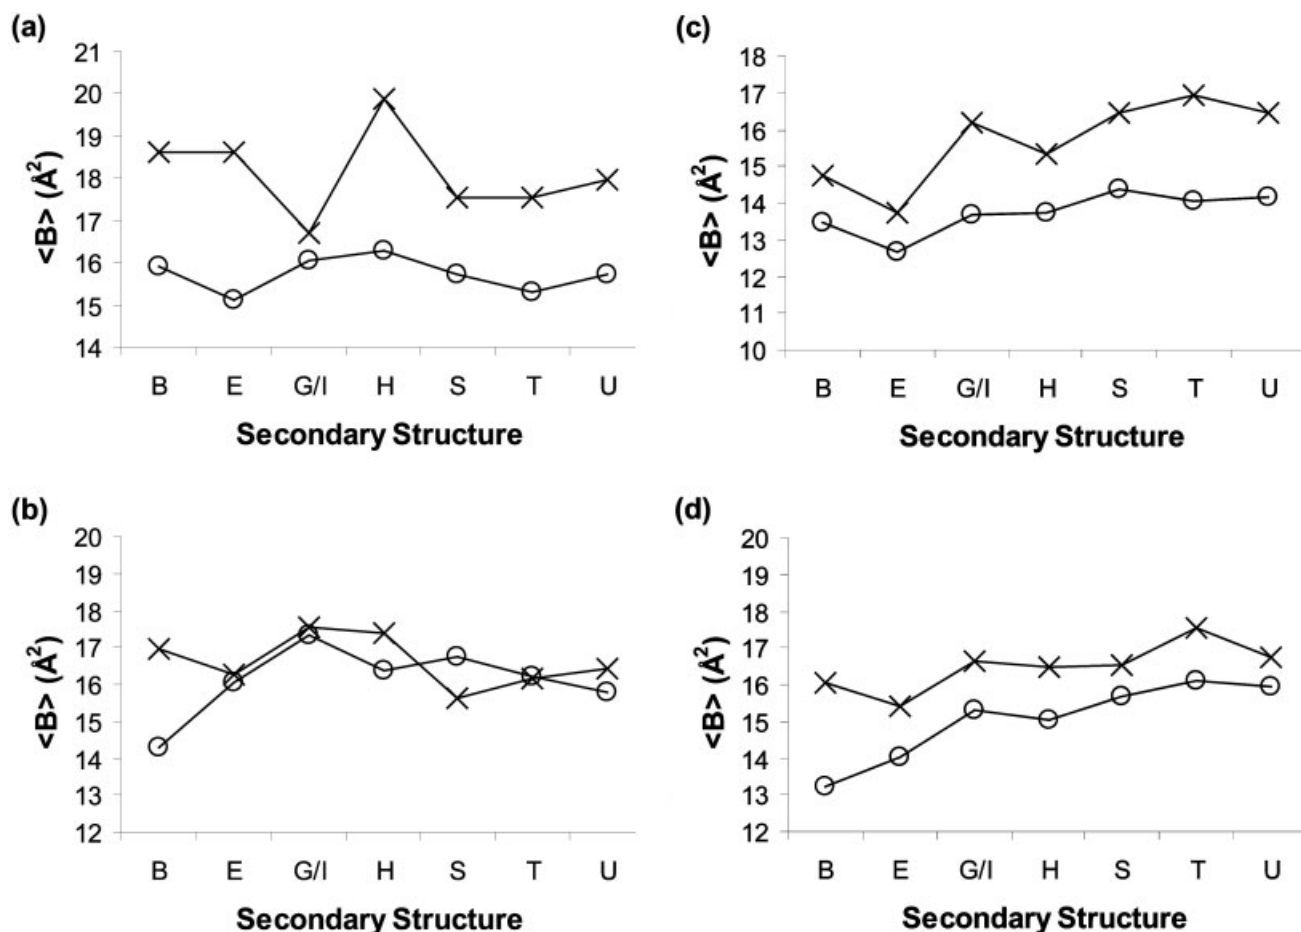 (a)
21
20
19
18
17
16
15
14
<B> (Å²)
B E G/I H S T U
Secondary Structure
(c)
18
17
16
15
14
13
12
11
10
<B> (Å²)
B E G/I H S T U
Secondary Structure
(b)
20
19
18
17
16
15
14
13
12
<B> (Å²)
B E G/I H S T U
Secondary Structure
(d)
20
19
18
17
16
15
14
13
12
<B> (Å²)
B E G/I H S T U
Secondary Structure